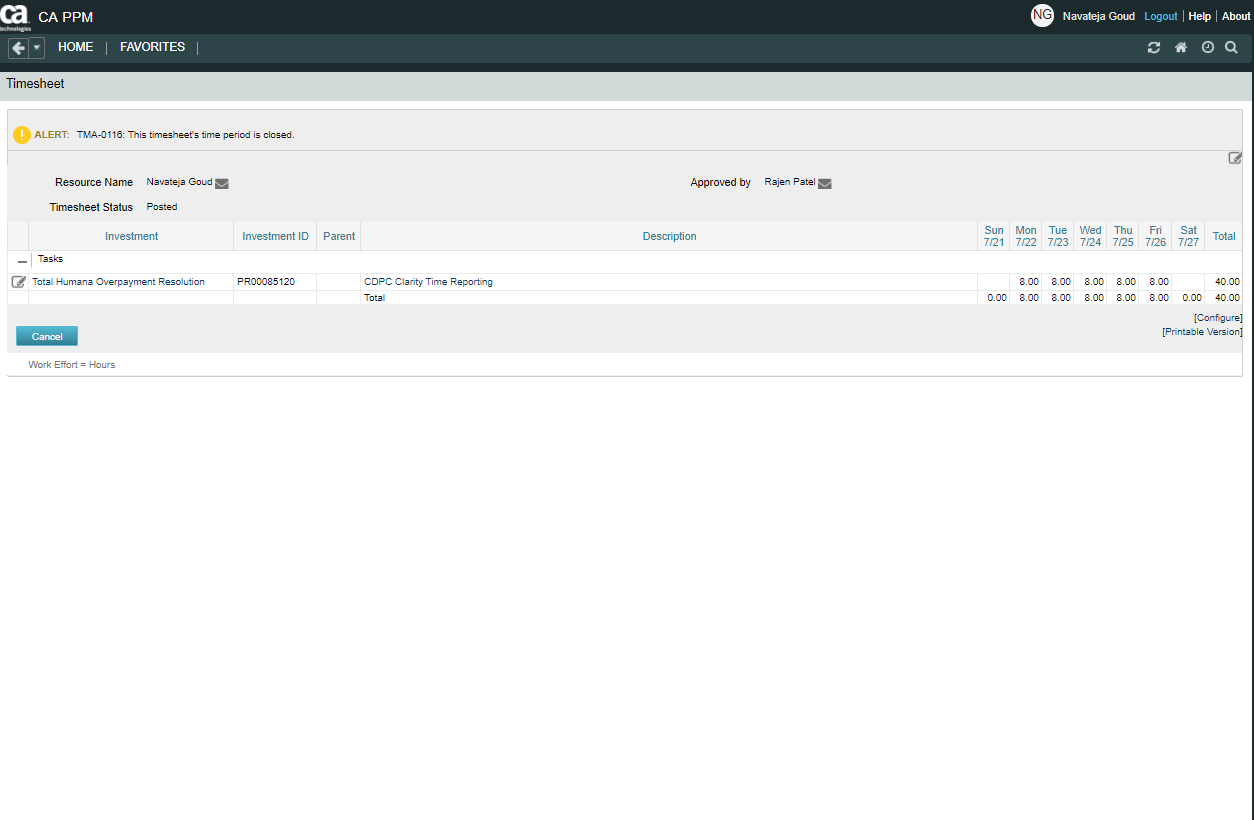 ca technologies CA PPM NG Navateja Goud Logout | Help | About
HOME | FAVORITES |
Timesheet
! ALERT: TMA-0116: This timesheet's time period is closed.
Resource Name Navateja Goud Approved by Rajen Patel
Timesheet Status Posted
Investment Investment ID Parent Description Sun 7/21 Mon 7/22 Tue 7/23 Wed 7/24 Thu 7/25 Fri 7/26 Sat 7/27 Total
Tasks
Total Humana Overpayment Resolution PR00085120 CDPC Clarity Time Reporting 8.00 8.00 8.00 8.00 8.00 40.00
Total 0.00 8.00 8.00 8.00 8.00 8.00 0.00 40.00
[Configure]
Cancel [Printable Version]
Work Effort = Hours